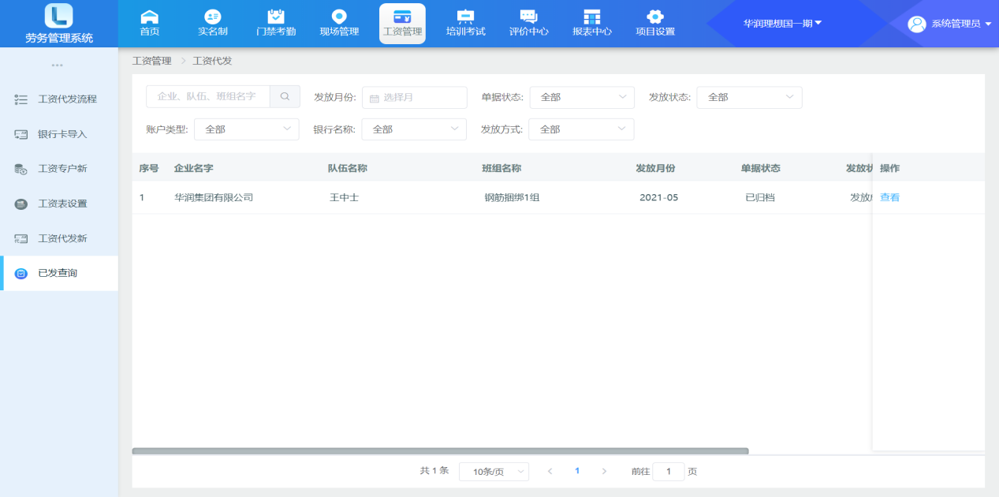 劳务管理系统
首页 实名制 门禁考勤 现场管理 工资管理 培训考试 评价中心 报表中心 项目设置
华润理想国一期
系统管理员
工资代发流程
银行卡导入
工资专户新
工资表设置
工资代发新
已发查询
工资管理 > 工资代发
企业、队伍、班组名字 发放月份: 选择月 单据状态: 全部 发放状态: 全部
账户类型: 全部 银行名称: 全部 发放方式: 全部
序号 企业名字 队伍名称 班组名称 发放月份 单据状态 发放状 操作
1 华润集团有限公司 王中士 钢筋捆绑1组 2021-05 已归档 发放 查看
共 1 条 10条/页 < 1 > 前往 1 页